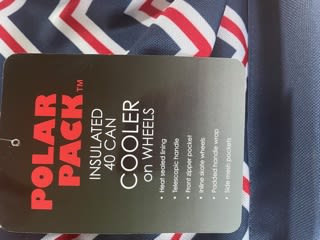 POLAR
PACK™
INSULATED
40 CAN
COOLER
on WHEELS
• Heat sealed lining
• Telescopic handle
• Front zipper pocket
• Inline skate wheels
• Padded handle wrap
• Side mesh pockets